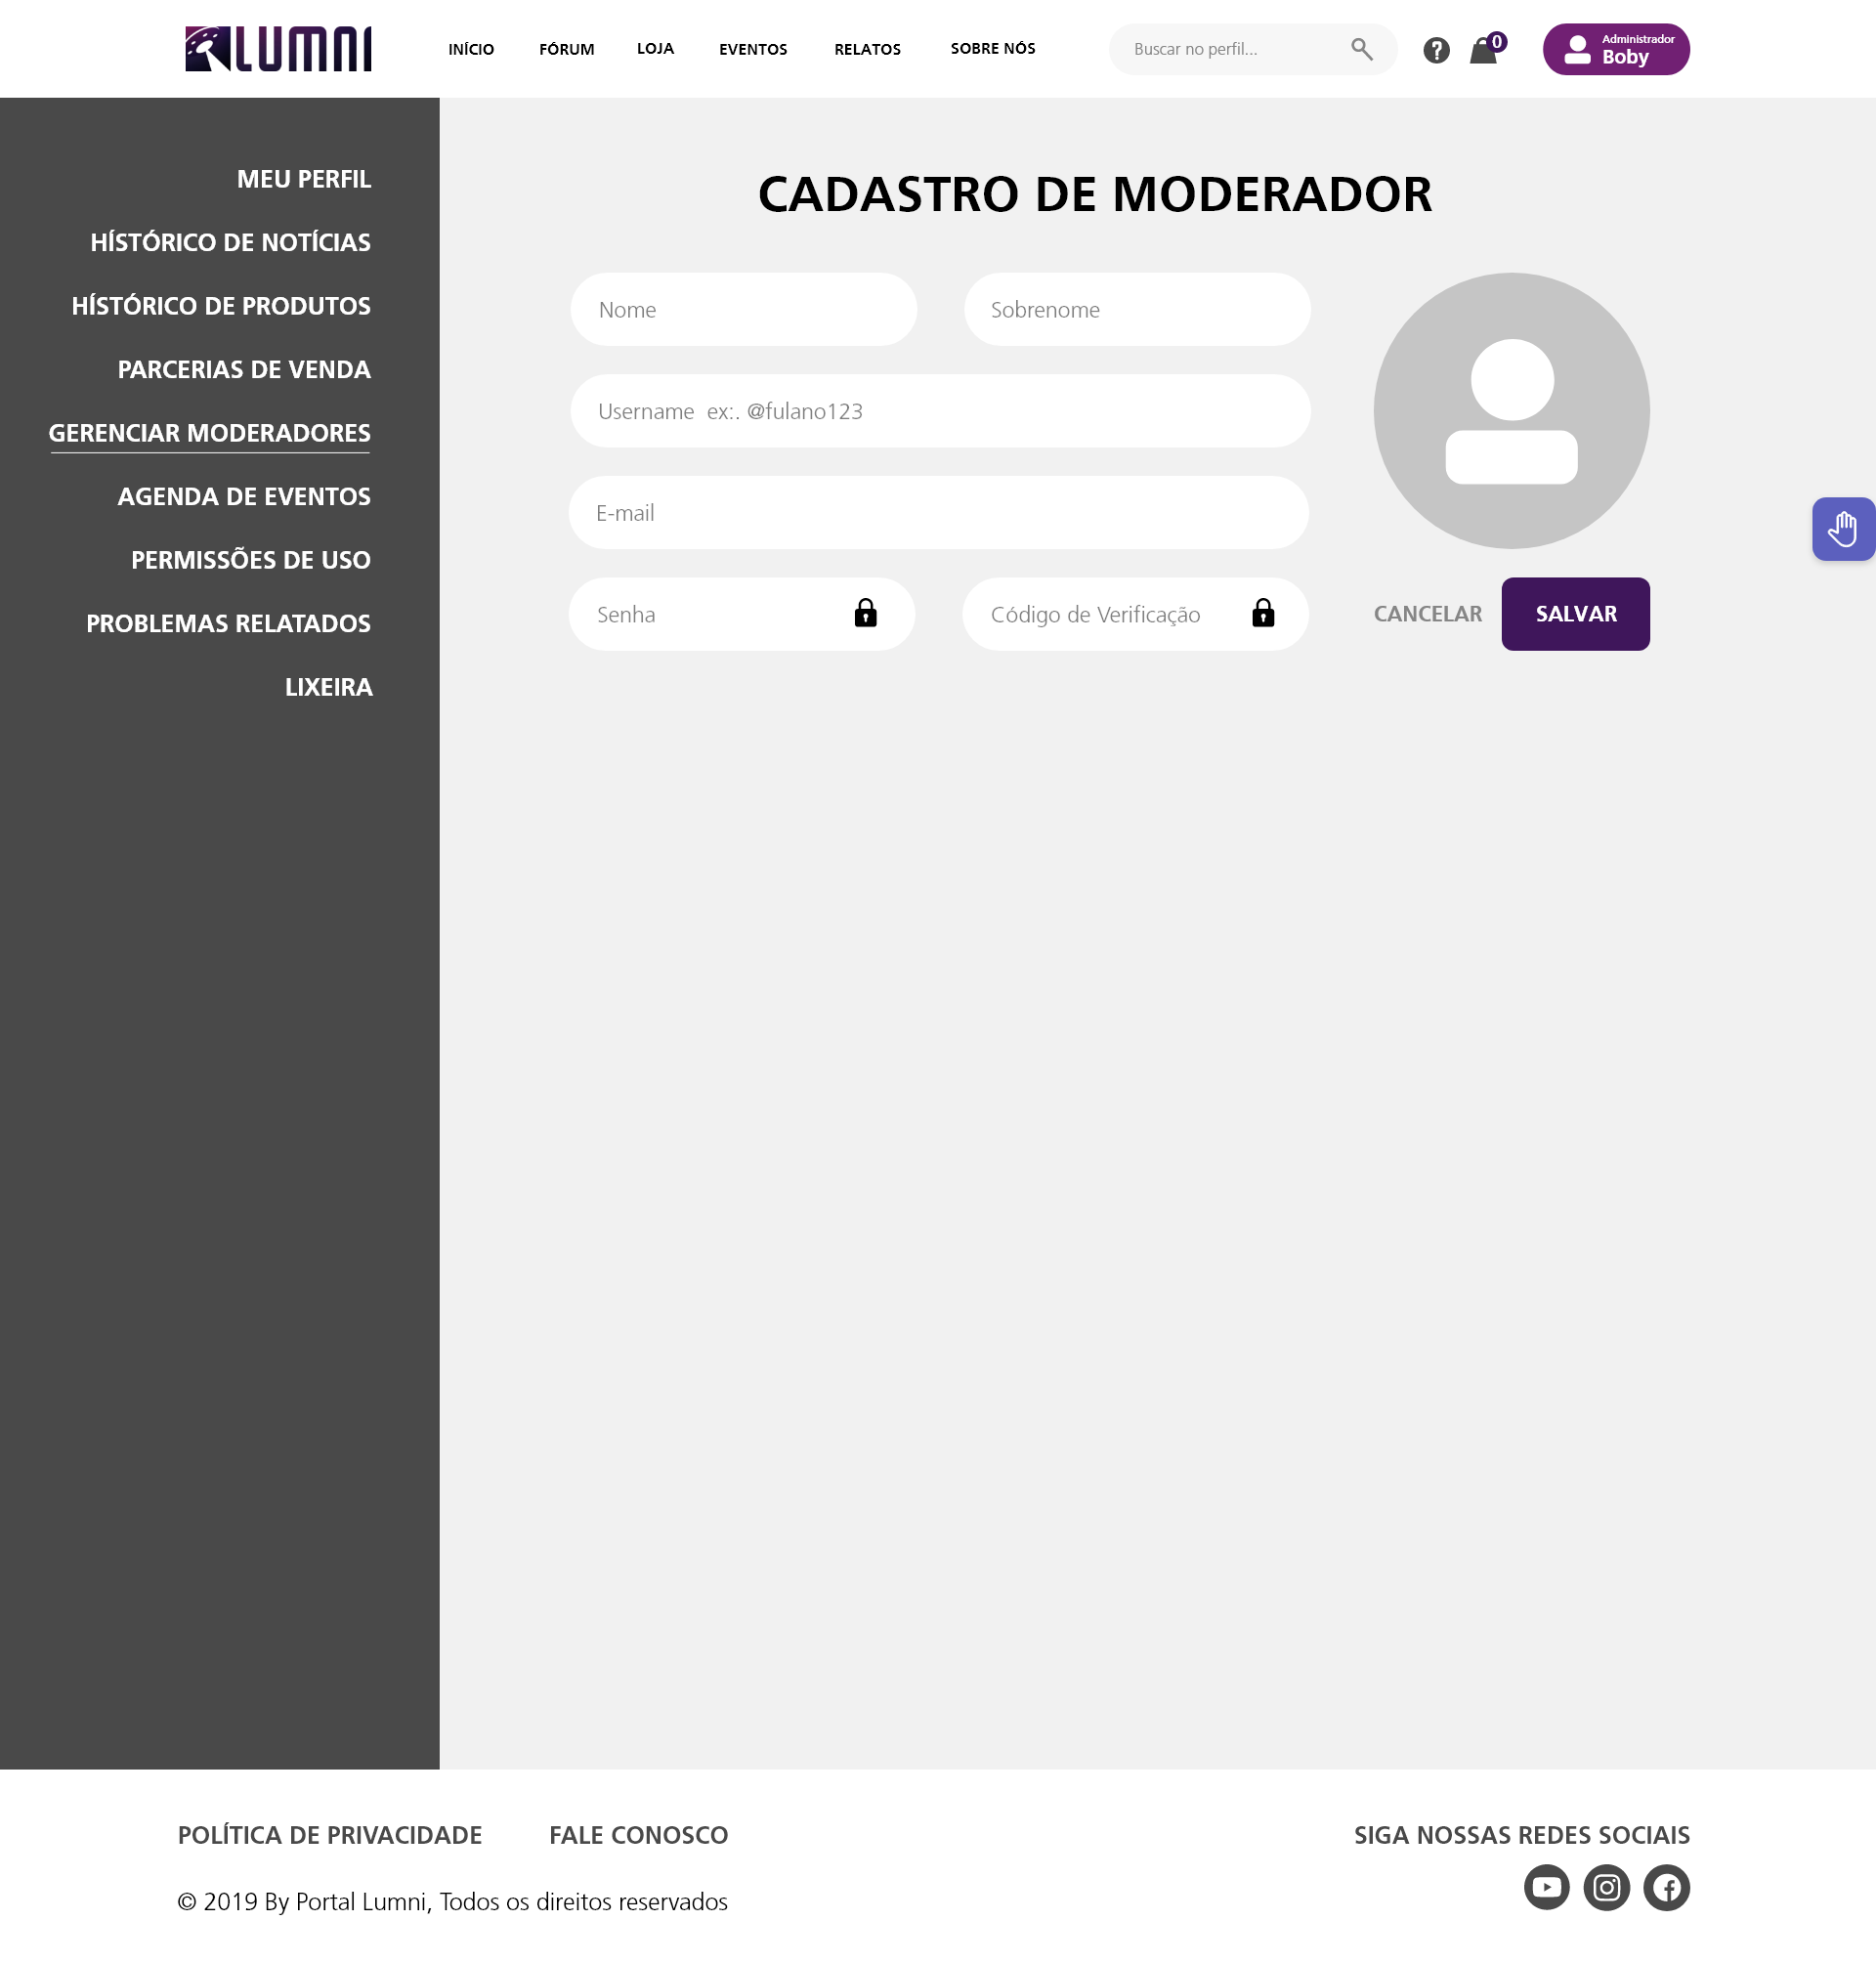 LUMNI
INÍCIO FÓRUM LOJA EVENTOS RELATOS SOBRE NÓS
Buscar no perfil...
?
0
Administrador
Boby
MEU PERFIL
HÍSTÓRICO DE NOTÍCIAS
HÍSTÓRICO DE PRODUTOS
PARCERIAS DE VENDA
GERENCIAR MODERADORES
AGENDA DE EVENTOS
PERMISSÕES DE USO
PROBLEMAS RELATADOS
LIXEIRA
CADASTRO DE MODERADOR
Nome Sobrenome
Username ex:. @fulano123
E-mail
Senha Código de Verificação
CANCELAR SALVAR
POLÍTICA DE PRIVACIDADE FALE CONOSCO SIGA NOSSAS REDES SOCIAIS
© 2019 By Portal Lumni, Todos os direitos reservados